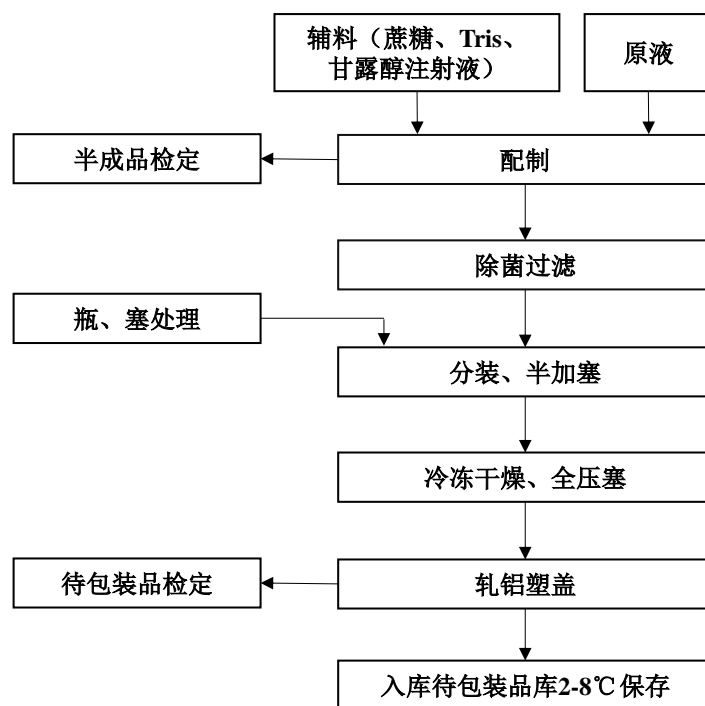 辅料（蔗糖、Tris、
甘露醇注射液）
原液
半成品检定
配制
除菌过滤
瓶、塞处理
分装、半加塞
冷冻干燥、全压塞
待包装品检定
轧铝塑盖
入库待包装品库2-8℃保存